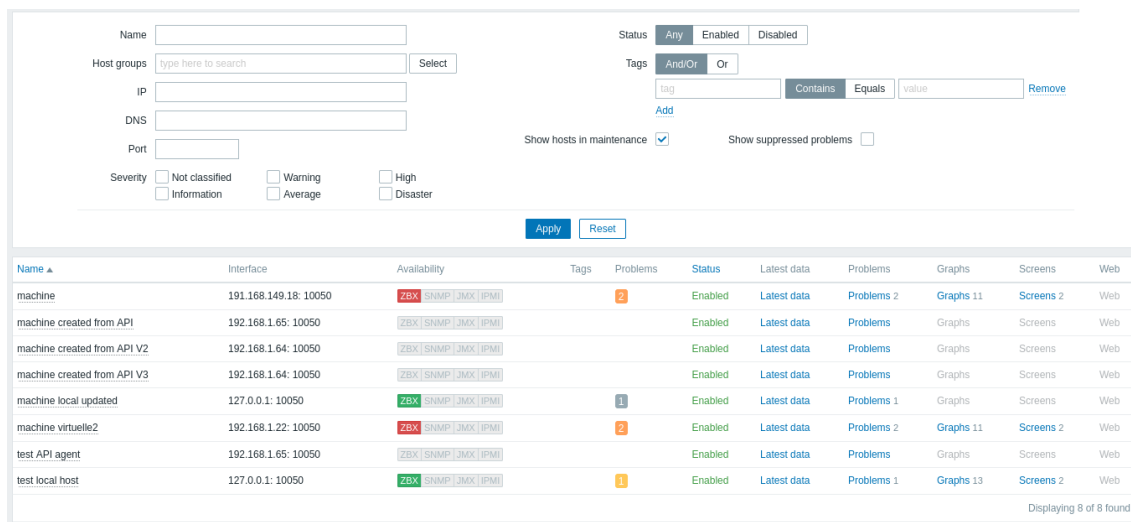 Name Status Any Enabled Disabled
Host groups type here to search Select Tags And/Or Or
IP tag Contains Equals value Remove
DNS Add
Port Show hosts in maintenance Show suppressed problems
Severity Not classified Warning High
Information Average Disaster
Apply Reset
Name Interface Availability Tags Problems Status Latest data Problems Graphs Screens Web
machine 191.168.149.18: 10050 ZBX SNMP JMX IPMI 2 Enabled Latest data Problems 2 Graphs 11 Screens 2 Web
machine created from API 192.168.1.65: 10050 ZBX SNMP JMX IPMI Enabled Latest data Problems Graphs Screens Web
machine created from API V2 192.168.1.64: 10050 ZBX SNMP JMX IPMI Enabled Latest data Problems Graphs Screens Web
machine created from API V3 192.168.1.64: 10050 ZBX SNMP JMX IPMI Enabled Latest data Problems Graphs Screens Web
machine local updated 127.0.0.1: 10050 ZBX SNMP JMX IPMI 1 Enabled Latest data Problems 1 Graphs Screens Web
machine virtuelle2 192.168.1.22: 10050 ZBX SNMP JMX IPMI 2 Enabled Latest data Problems 2 Graphs 11 Screens 2 Web
test API agent 192.168.1.65: 10050 ZBX SNMP JMX IPMI Enabled Latest data Problems Graphs Screens Web
test local host 127.0.0.1: 10050 ZBX SNMP JMX IPMI 1 Enabled Latest data Problems 1 Graphs 13 Screens 2 Web
Displaying 8 of 8 found